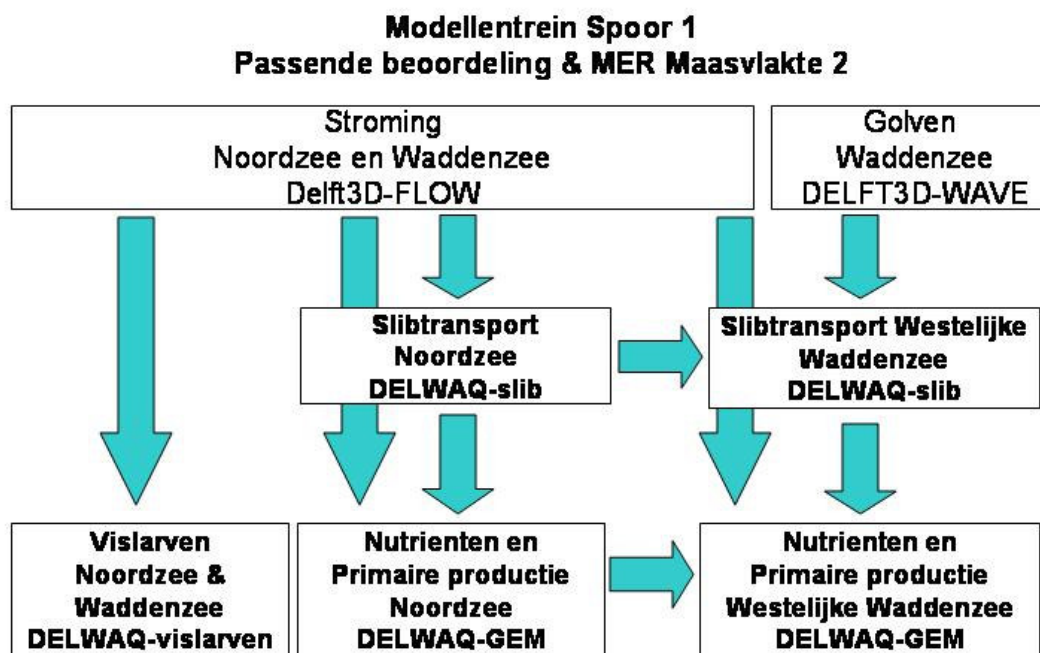 Modellentrein Spoor 1
Passende beoordeling & MER Maasvlakte 2
Stroming
Noordzee en Waddenzee
Delft3D-FLOW
Golven
Waddenzee
DELFT3D-WAVE
Slibtransport
Noordzee
DELWAQ-slib
Slibtransport Westelijke
Waddenzee
DELWAQ-slib
Vislarven
Noordzee &
Waddenzee
DELWAQ-vislarven
Nutrienten en
Primaire productie
Noordzee
DELWAQ-GEM
Nutrienten en
Primaire productie
Westelijke Waddenzee
DELWAQ-GEM